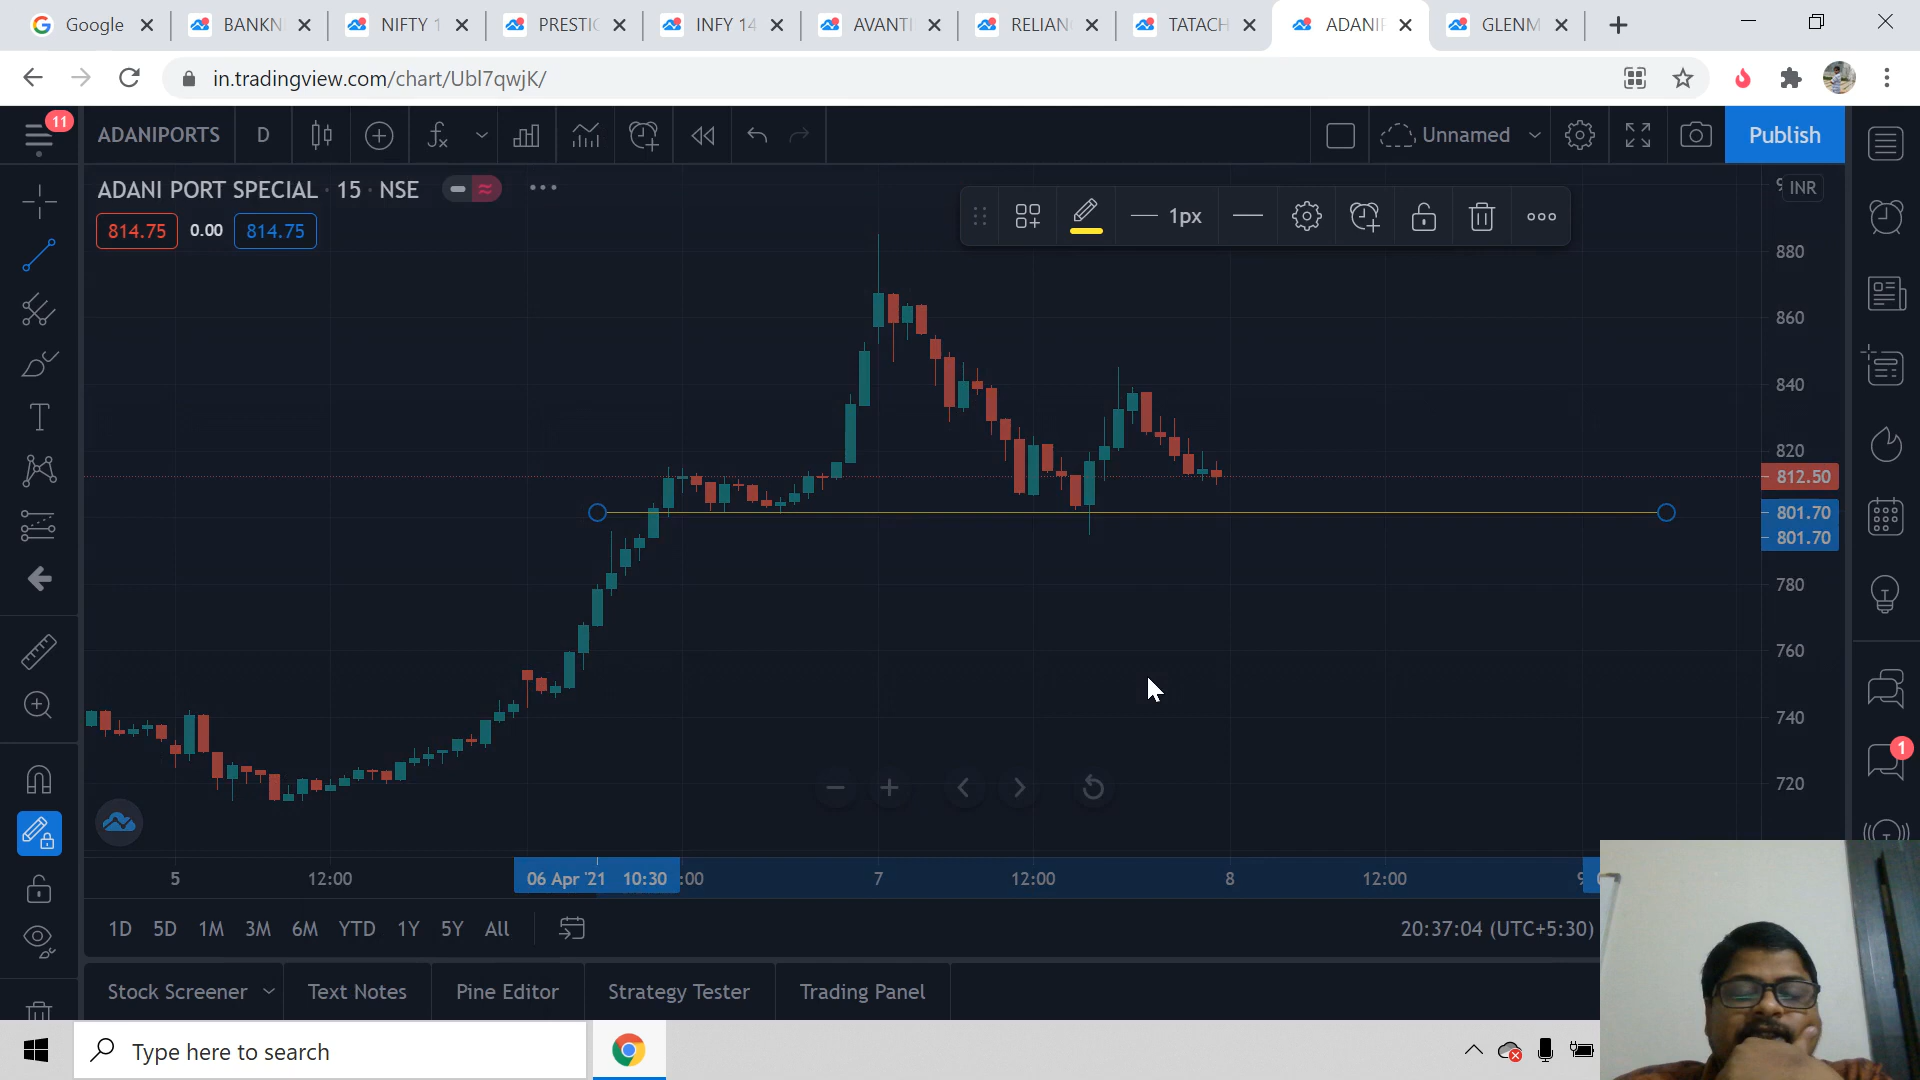 Google
BANKN
NIFTY 1
PRESTIG
INFY 14
AVANTI
RELIAN
TATACH
ADANIP
GLENM
in.tradingview.com/chart/Ubl7qwjK/
11
ADANIPORTS
D
Unnamed
Publish
ADANI PORT SPECIAL · 15 · NSE
INR
814.75
0.00
814.75
1px
880
860
840
820
812.50
801.70
801.70
780
760
740
720
1
5
12:00
06 Apr '21 10:30
:00
7
12:00
8
12:00
1D 5D 1M 3M 6M YTD 1Y 5Y All
20:37:04 (UTC+5:30)
Stock Screener
Text Notes
Pine Editor
Strategy Tester
Trading Panel
Type here to search